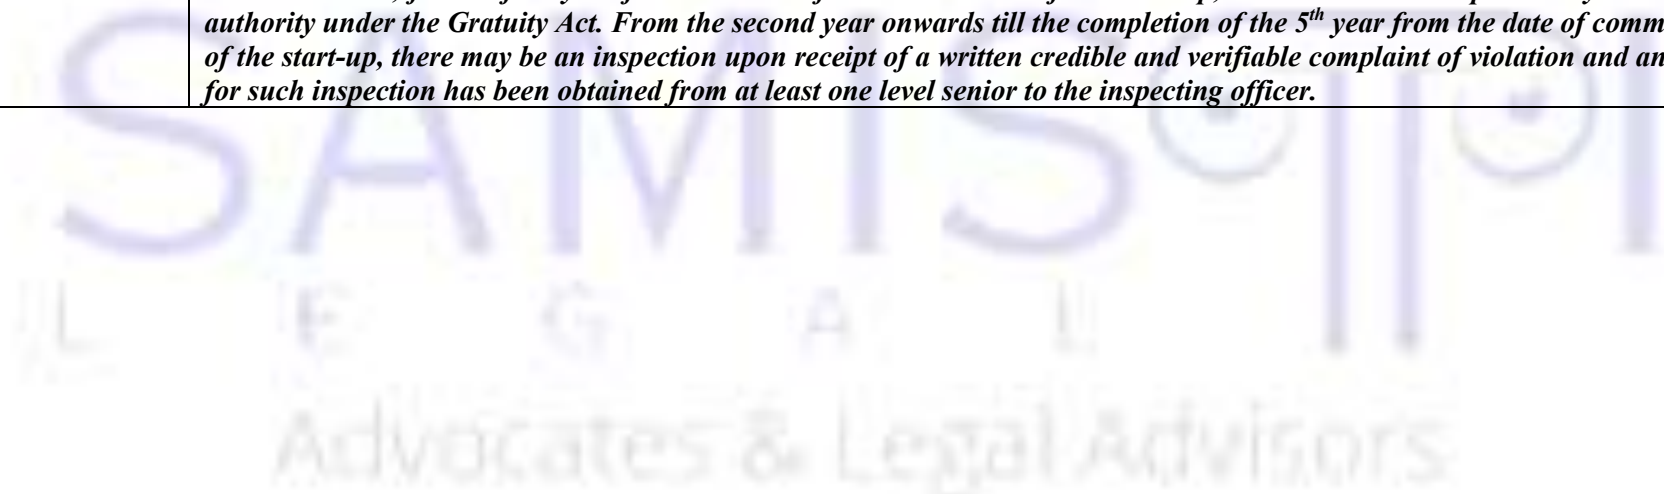 authority under the Gratuity Act. From the second year onwards till the completion of the 5th year from the date of comm
of the start-up, there may be an inspection upon receipt of a written credible and verifiable complaint of violation and an
for such inspection has been obtained from at least one level senior to the inspecting officer.
SAMISTI
L E G A L
Advocates & Legal Advisors